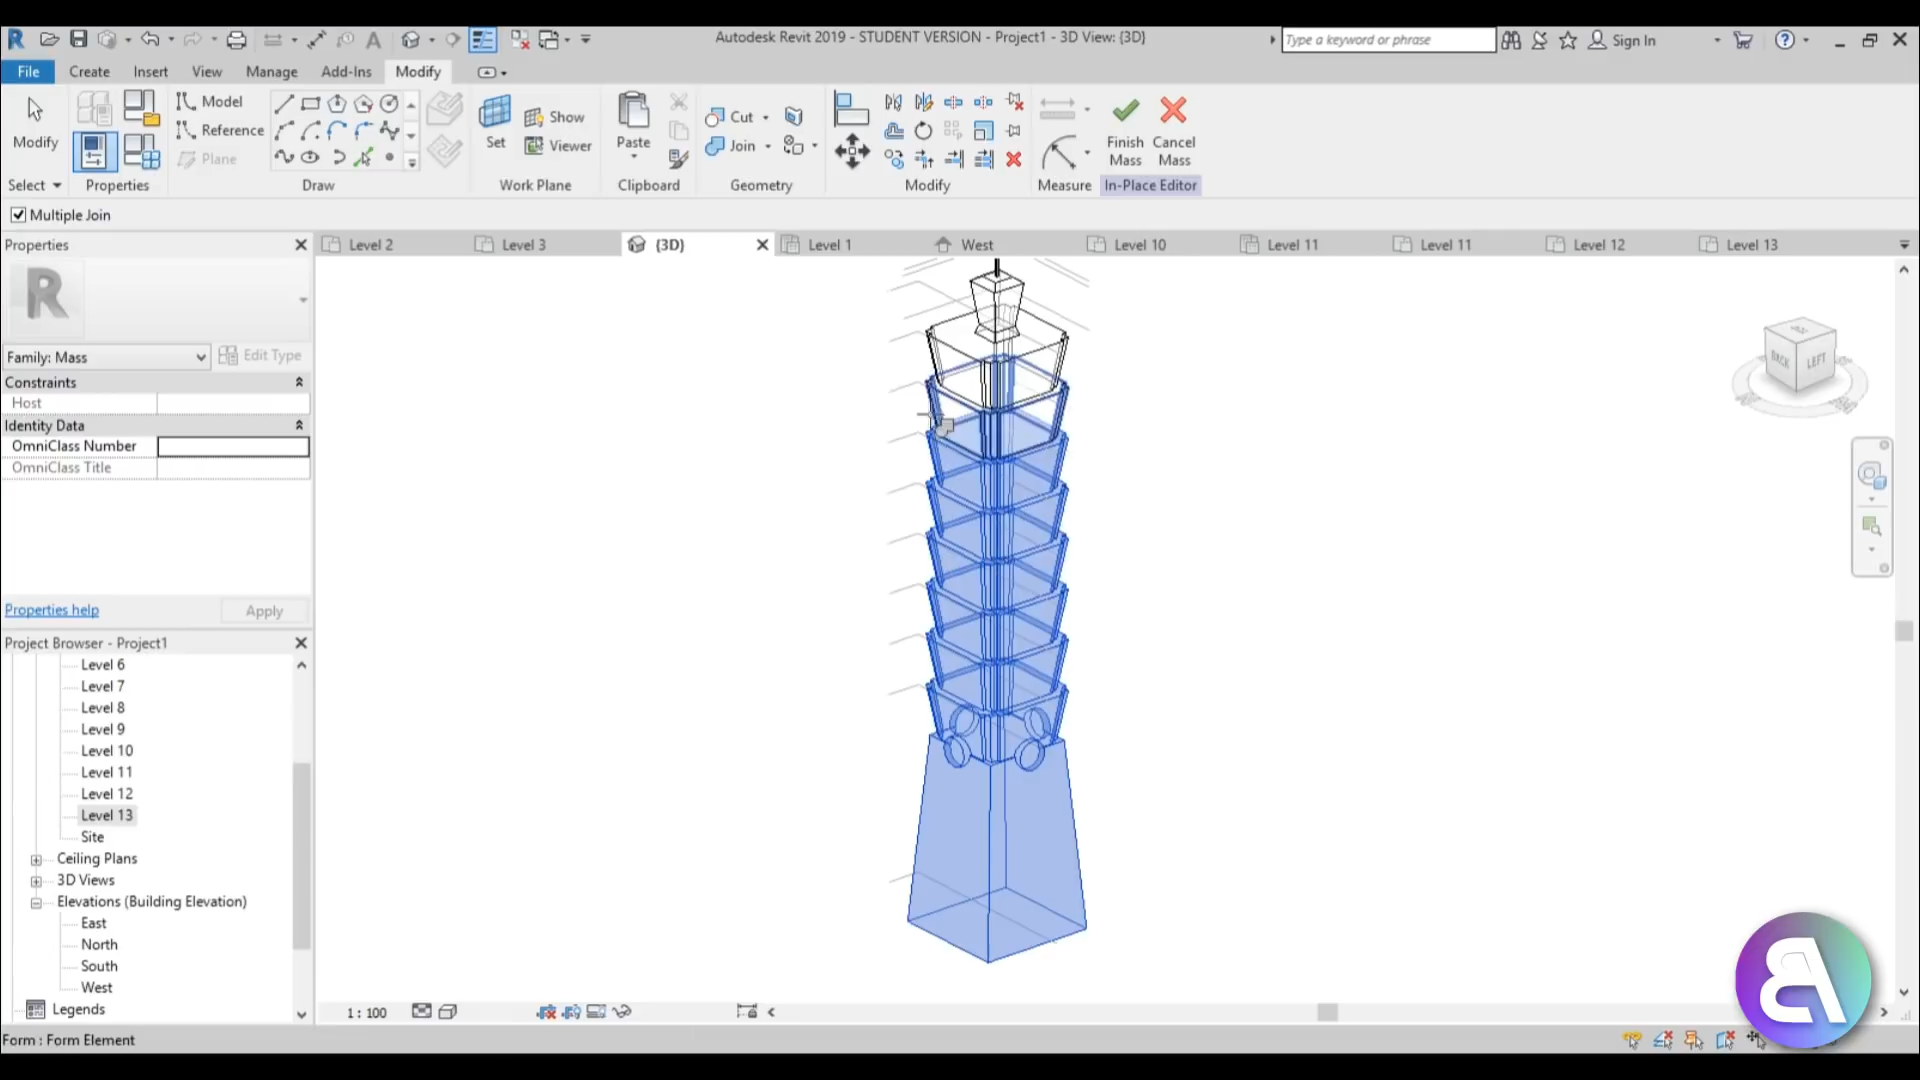 Autodesk Revit 2019 - STUDENT VERSION - Project1 - 3D View: {3D}
Type a keyword or phrase
Sign In
File Create Insert View Manage Add-Ins Modify
Modify
Model
Reference
Plane
Set
Show
Viewer
Paste
Cut
Join
Finish Mass
Cancel Mass
Select Properties Draw Work Plane Clipboard Geometry Modify Measure In-Place Editor
Multiple Join
Properties
Level 2 Level 3 {3D} Level 1 West Level 10 Level 11 Level 11 Level 12 Level 13
R
Family: Mass
Edit Type
Constraints
Host
Identity Data
OmniClass Number
OmniClass Title
BACK
LEFT
Properties help
Apply
Project Browser - Project1
Level 6
Level 7
Level 8
Level 9
Level 10
Level 11
Level 12
Level 13
Site
Ceiling Plans
3D Views
Elevations (Building Elevation)
East
North
South
West
Legends
1 : 100
Form : Form Element